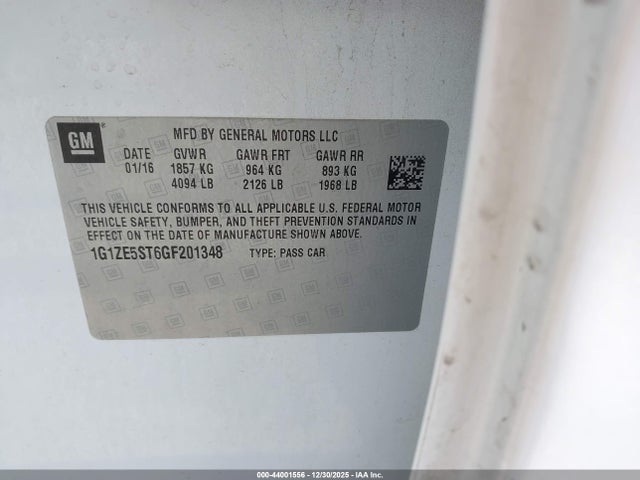 GM
MFD BY GENERAL MOTORS LLC
DATE GVWR GAWR FRT GAWR RR
01/16 1857 KG 964 KG 893 KG
4094 LB 2126 LB 1968 LB
THIS VEHICLE CONFORMS TO ALL APPLICABLE U.S. FEDERAL MOTOR
VEHICLE SAFETY, BUMPER, AND THEFT PREVENTION STANDARDS IN
EFFECT ON THE DATE OF MANUFACTURE SHOWN ABOVE.
1G1ZE5ST6GF201348 TYPE: PASS CAR
000-44001556 - 12/30/2025 - IAA Inc.